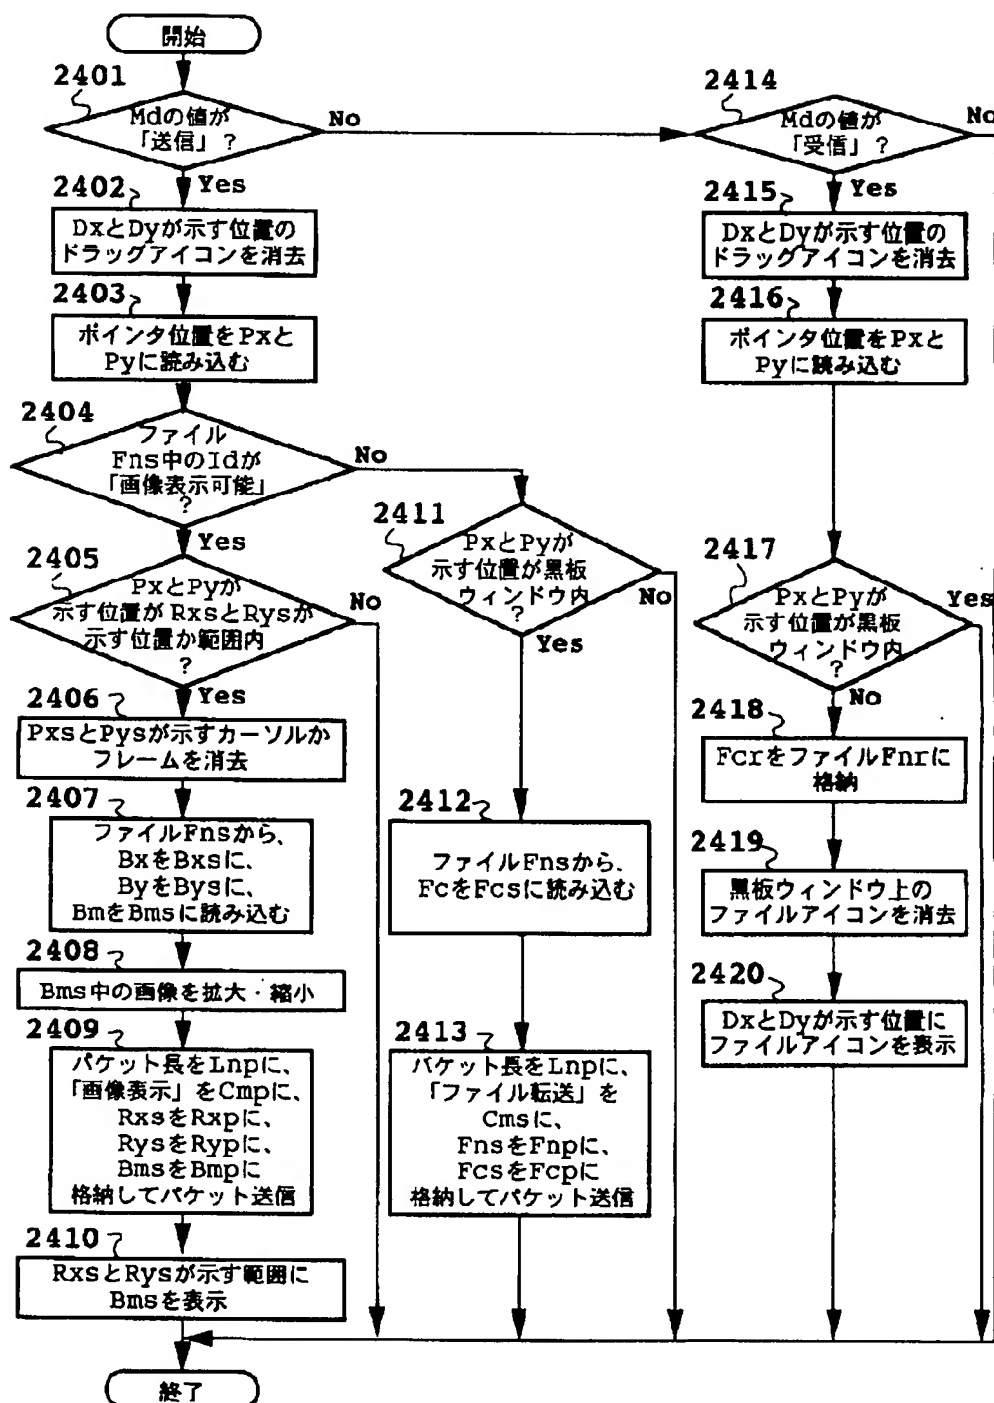 開始
2401
Mdの値が
「送信」?
No
Yes
2402
DxとDyが示す位置の
ドラッグアイコンを消去
2403
ポインタ位置をPxと
Pyに読み込む
2404
ファイル
Fns中のIdが
「画像表示可能」
?
No
Yes
2405
PxとPyが
示す位置がRxsとRysが
示す位置か範囲内
?
No
Yes
2406
PxsとPysが示すカーソルか
フレームを消去
2407
ファイルFnsから、
BxをBxsに、
ByをBysに、
BmをBmsに読み込む
2408
Bms中の画像を拡大・縮小
2409
パケット長をLnpに、
「画像表示」をCmpに、
RxsをRxpに、
RysをRypに、
BmsをBmpに
格納してパケット送信
2410
RxsとRysが示す範囲に
Bmsを表示
終了
2411
PxとPyが
示す位置が黒板
ウィンドウ内
?
No
Yes
2412
ファイルFnsから、
FcをFcsに読み込む
2413
パケット長をLnpに、
「ファイル転送」を
Cmsに、
FnsをFnpに、
FcsをFcpに
格納してパケット送信
2414
Mdの値が
「受信」?
No
Yes
2415
DxとDyが示す位置の
ドラッグアイコンを消去
2416
ポインタ位置をPxと
Pyに読み込む
2417
PxとPyが
示す位置が黒板
ウィンドウ内
?
Yes
No
2418
FcrをファイルFnrに
格納
2419
黒板ウィンドウ上の
ファイルアイコンを消去
2420
DxとDyが示す位置に
ファイルアイコンを表示